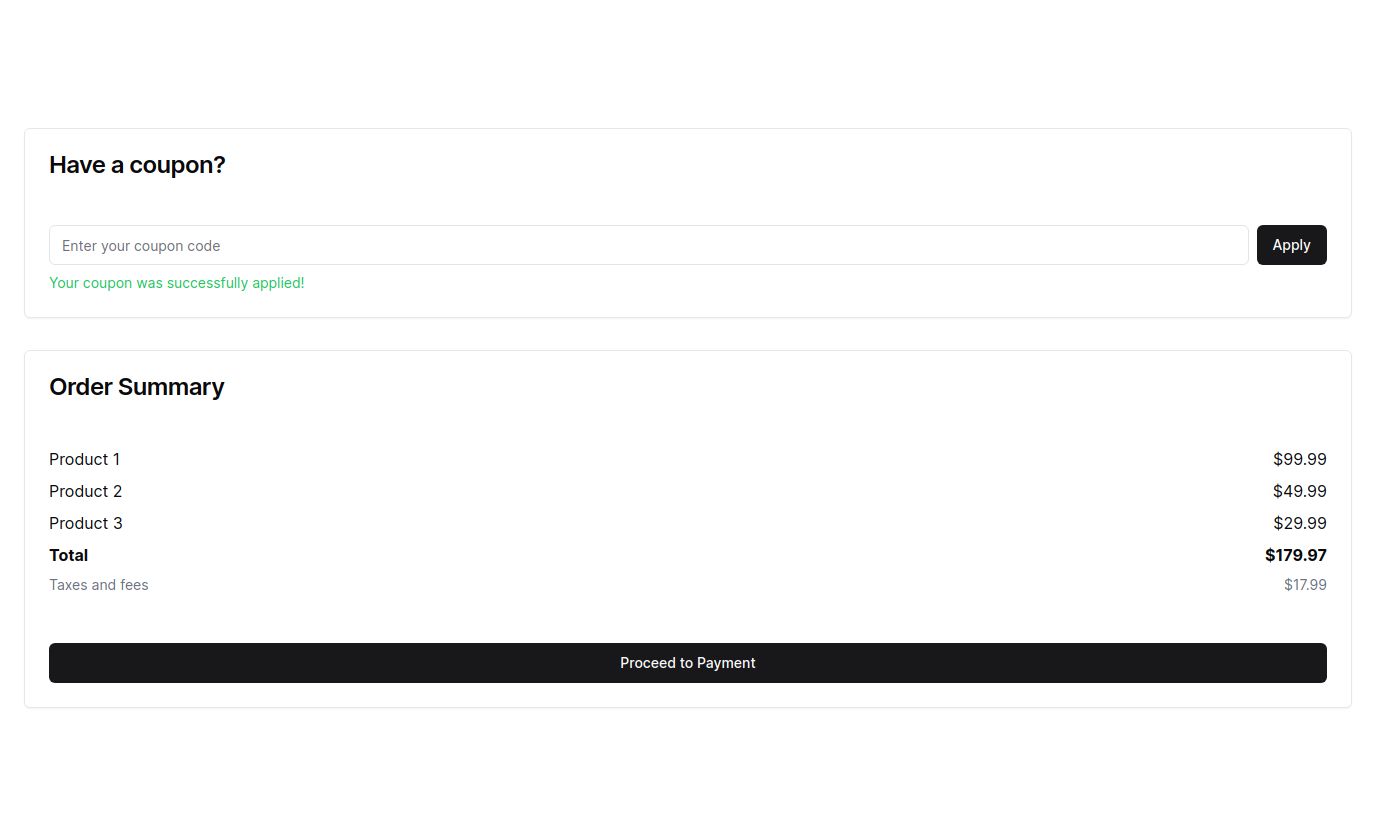 Have a coupon?
Enter your coupon code
Apply
Your coupon was successfully applied!
Order Summary
Product 1 $99.99
Product 2 $49.99
Product 3 $29.99
Total $179.97
Taxes and fees $17.99
Proceed to Payment